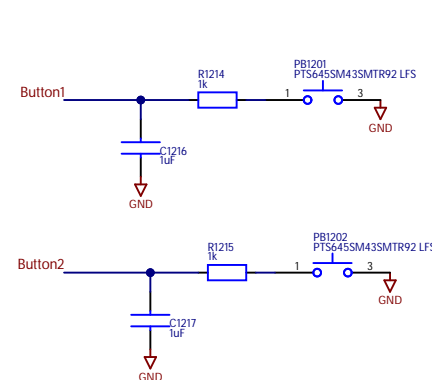 PB1201
R1214
PTS645SM43SMTR92 LFS
1k
Button1
1
3
GND
C1216
1uF
GND
PB1202
R1215
PTS645SM43SMTR92 LFS
1k
Button2
1
3
GND
C1217
1uF
GND